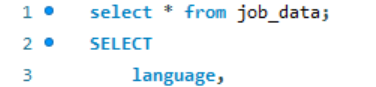 1 select * from job_data;
2 SELECT
3 language,